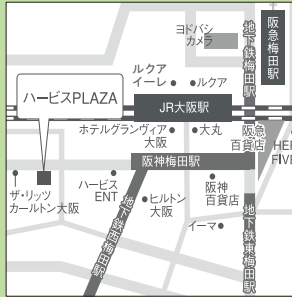 ヨドバシ
カメラ
地下鉄梅田駅
阪急梅田駅
ルクア
イーレ
ルクア
ハービスPLAZA
JR大阪駅
ホテルグランヴィア
大阪
大丸
阪急
百貨店
HEP
FIVE
阪神梅田駅
ザ・リッツ
カールトン大阪
ハービス
ENT
ヒルトン
大阪
阪神
百貨店
イーマ
地下鉄西梅田駅
地下鉄東梅田駅